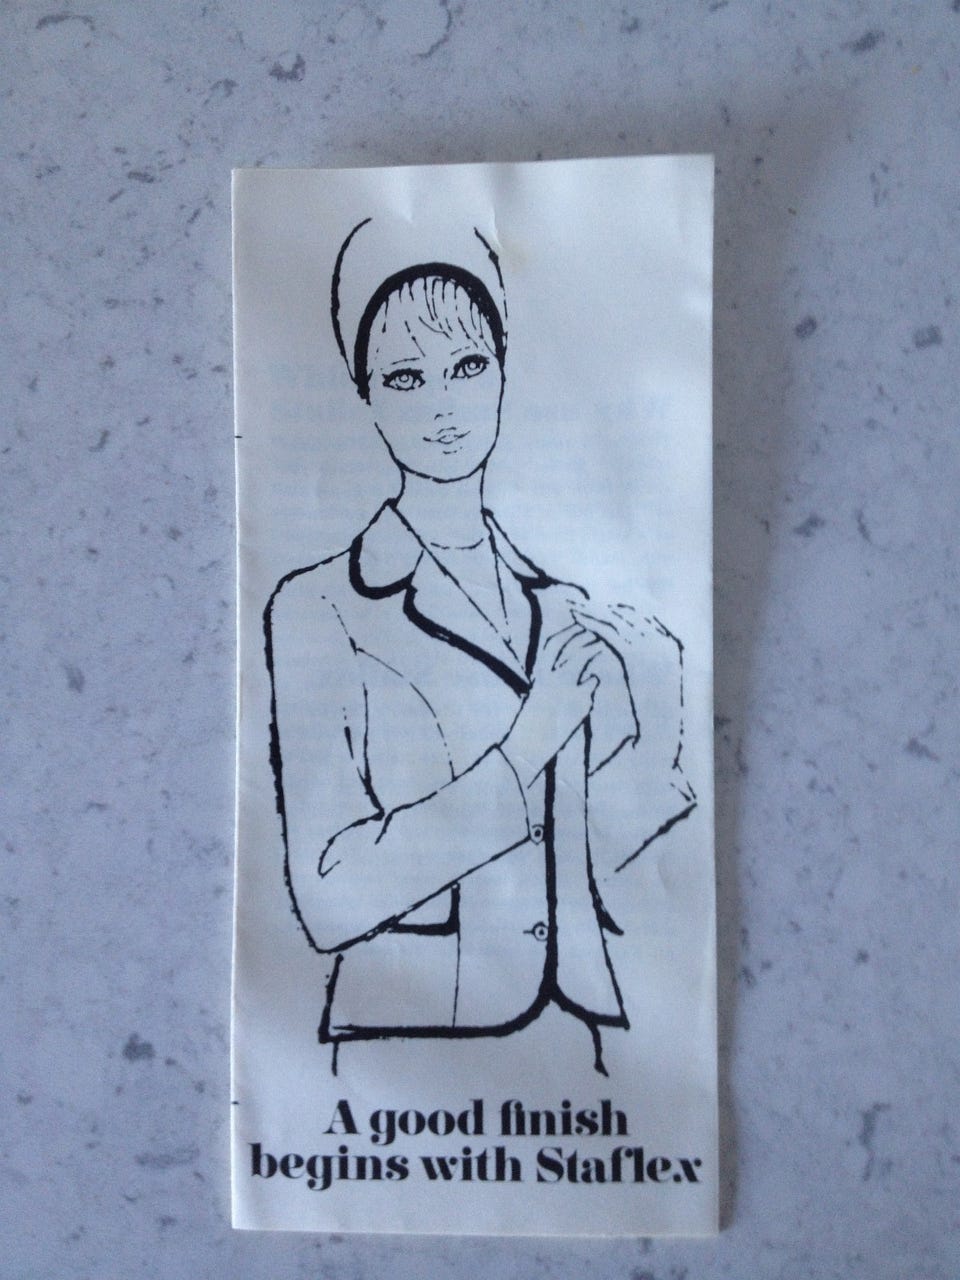 A good finish
begins with Staflex